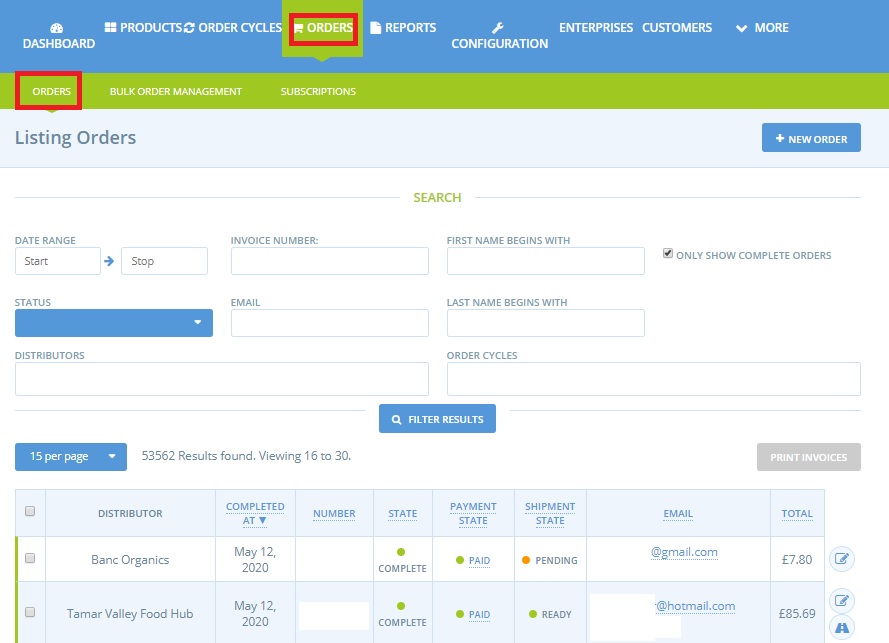 DASHBOARD
PRODUCTS
ORDER CYCLES
ORDERS
REPORTS
CONFIGURATION
ENTERPRISES
CUSTOMERS
MORE
ORDERS
BULK ORDER MANAGEMENT
SUBSCRIPTIONS
Listing Orders
+ NEW ORDER
SEARCH
DATE RANGE
INVOICE NUMBER:
FIRST NAME BEGINS WITH
Start
Stop
ONLY SHOW COMPLETE ORDERS
STATUS
EMAIL
LAST NAME BEGINS WITH
DISTRIBUTORS
ORDER CYCLES
FILTER RESULTS
15 per page
53562 Results found. Viewing 16 to 30.
PRINT INVOICES
DISTRIBUTOR
COMPLETED
AT ▼
NUMBER
STATE
PAYMENT
STATE
SHIPMENT
STATE
EMAIL
TOTAL
Banc Organics
May 12,
2020
COMPLETE
PAID
PENDING
@gmail.com
£7.80
Tamar Valley Food Hub
May 12,
2020
COMPLETE
PAID
READY
r@hotmail.com
£85.69